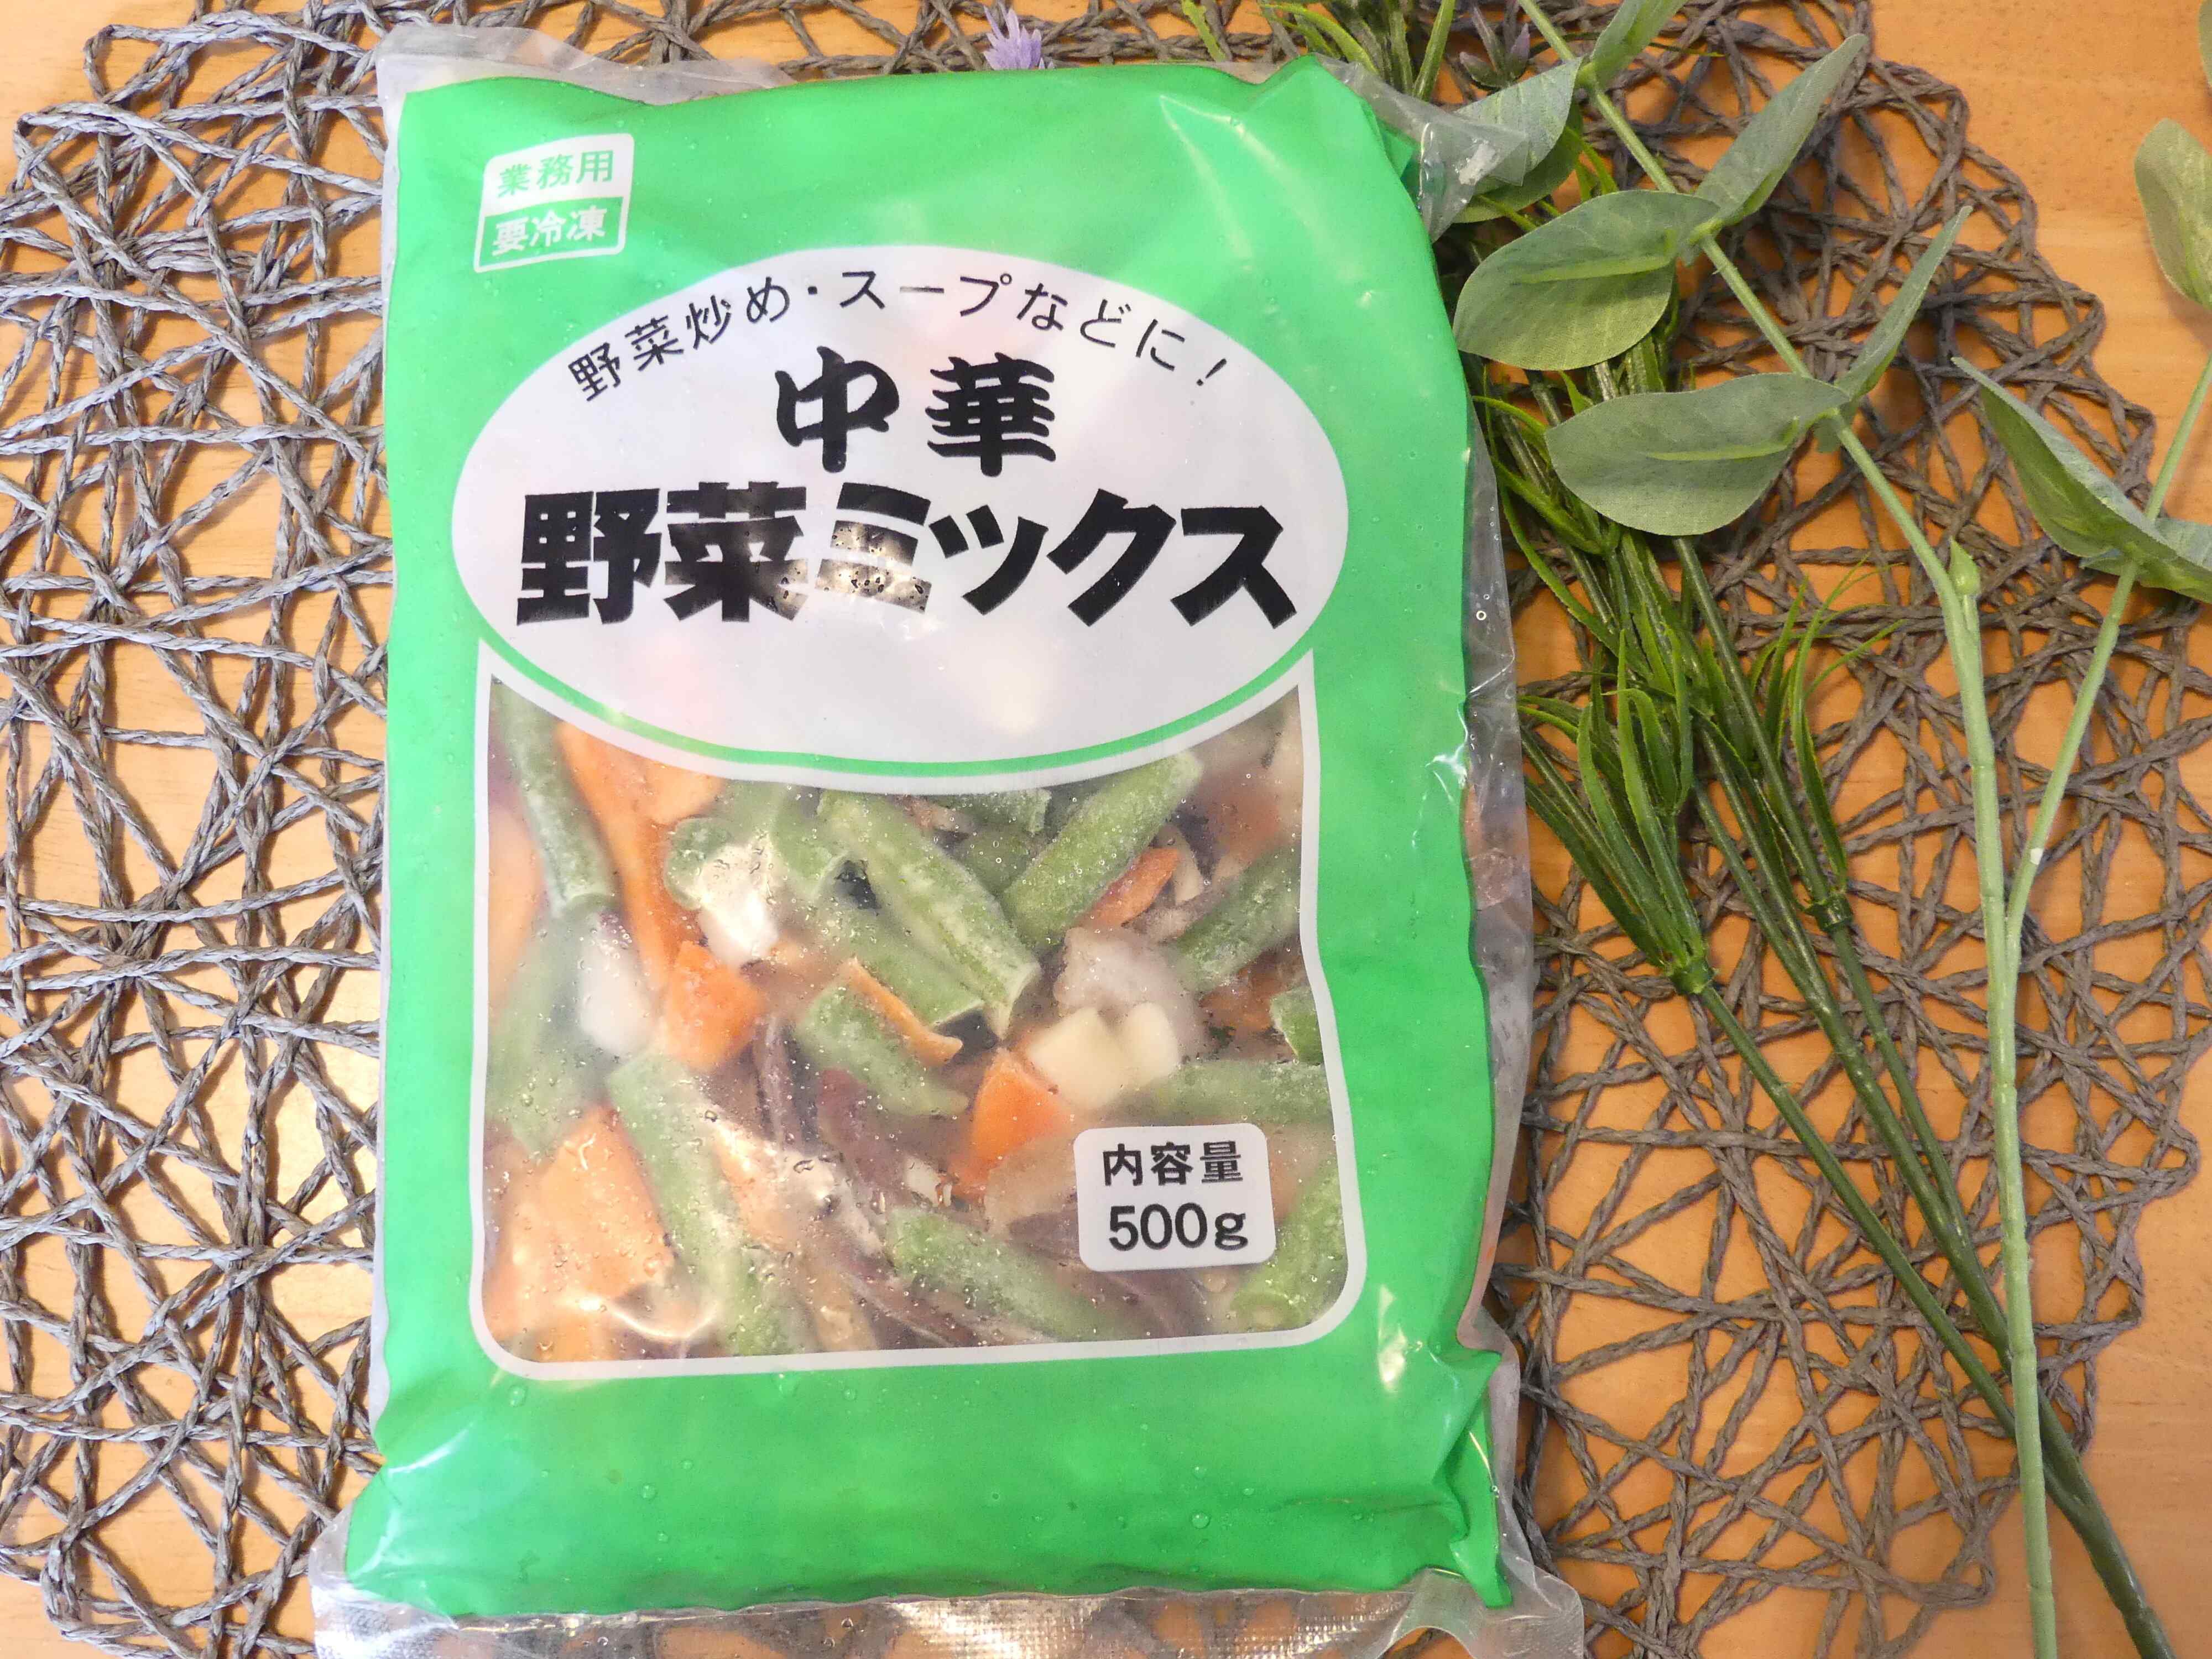 業務用
要冷凍
野菜炒め・スープなどに!
中華
野菜ミックス
内容量
500g